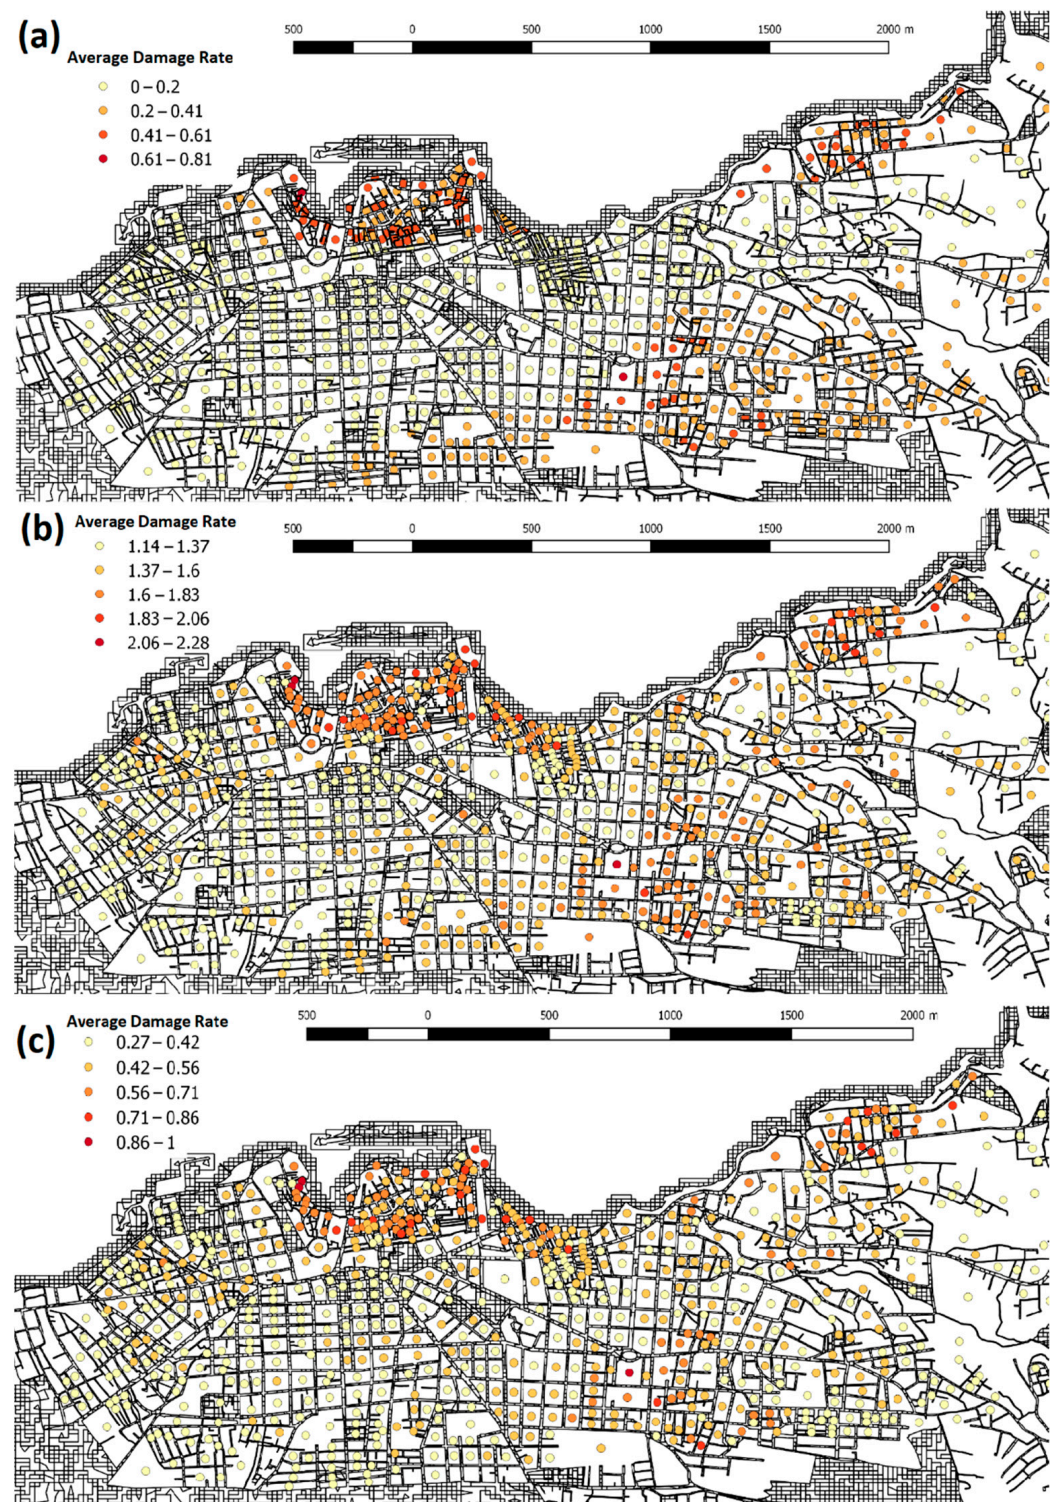 (a)
500 0 500 1000 1500 2000 m
Average Damage Rate
0 – 0.2
0.2 – 0.41
0.41 – 0.61
0.61 – 0.81
(b)
Average Damage Rate
500 0 500 1000 1500 2000 m
1.14 – 1.37
1.37 – 1.6
1.6 – 1.83
1.83 – 2.06
2.06 – 2.28
(c)
Average Damage Rate
500 0 500 1000 1500 2000 m
0.27 – 0.42
0.42 – 0.56
0.56 – 0.71
0.71 – 0.86
0.86 – 1